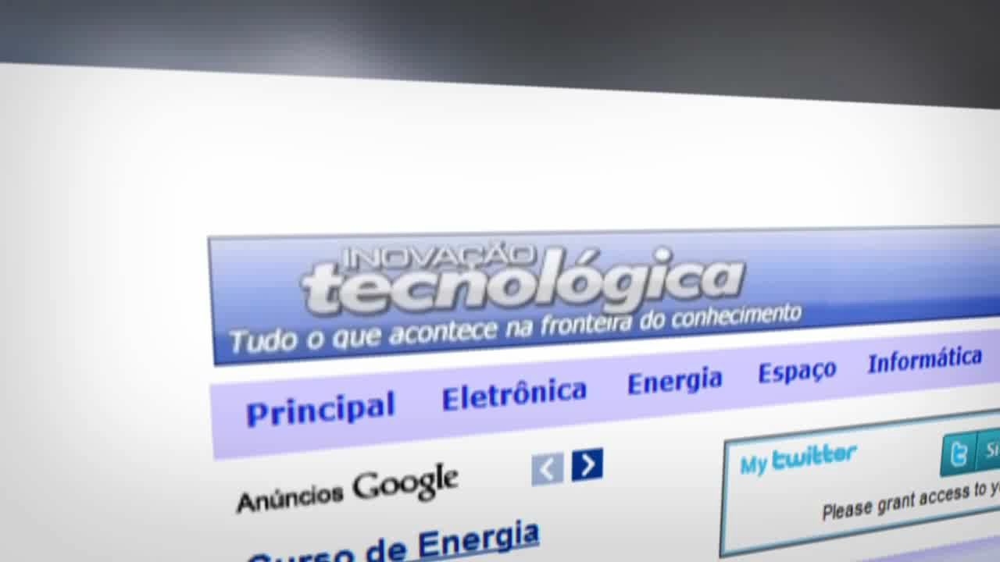 INOVAÇÃO
tecnológica
Tudo o que acontece na fronteira do conhecimento
Principal Eletrônica Energia Espaço Informática
Anúncios Google
My twitter
Please grant access to
Curso de Energia